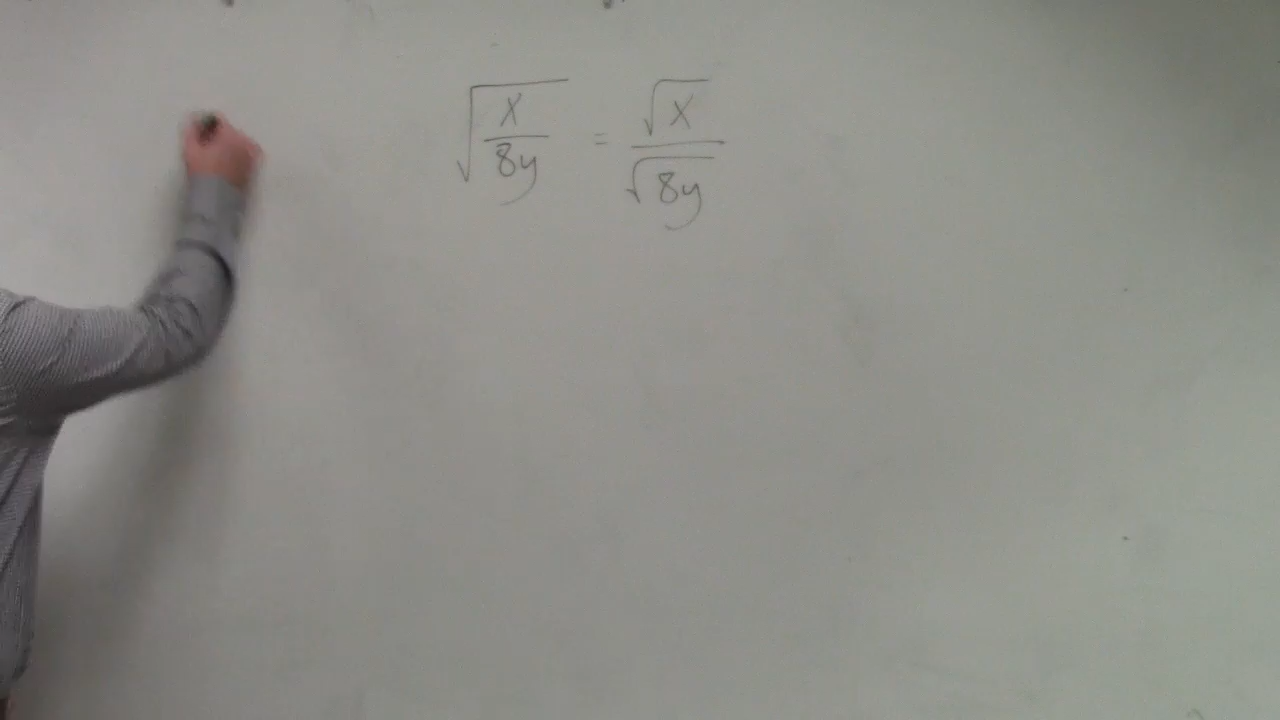 √(x/8y) = √x/√8y